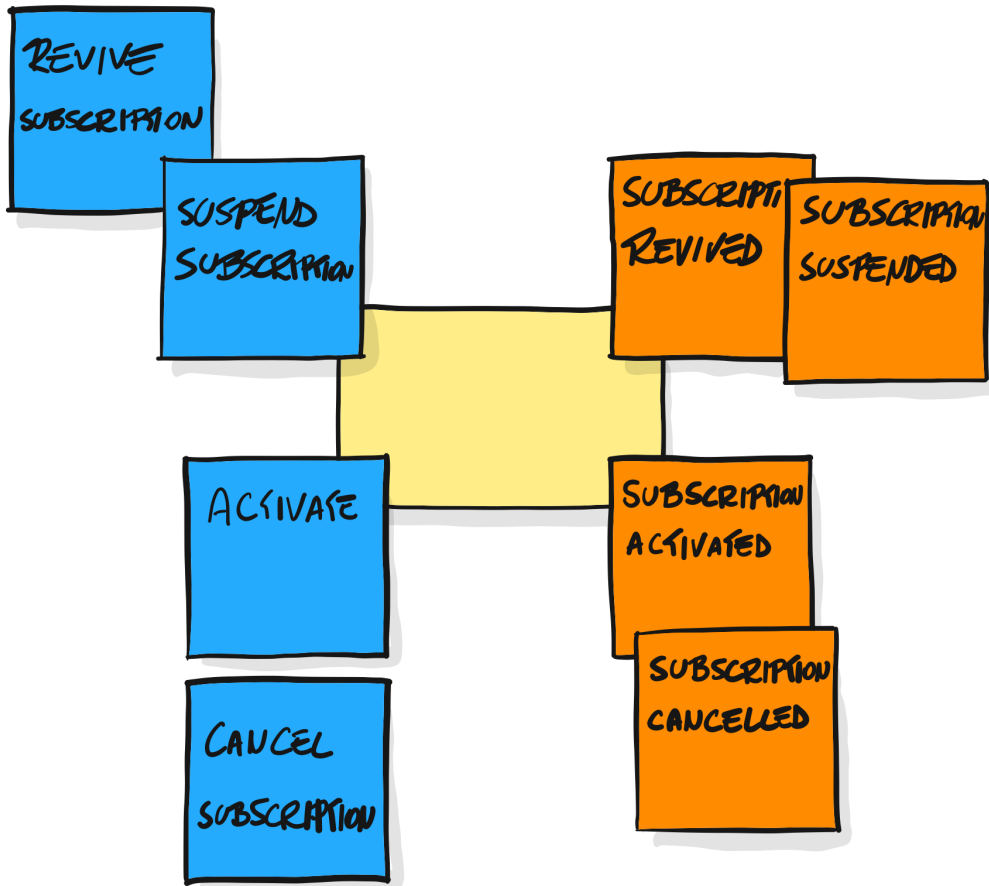 REVIVE
SUBSCRIPTION
SUSPEND
SUBSCRIPTION
SUBSCRIPTI
REVIVED
SUBSCRIPTION
SUSPENDED
ACTIVATE
SUBSCRIPTION
ACTIVATED
CANCEL
SUBSCRIPTION
SUBSCRIPTION
CANCELLED